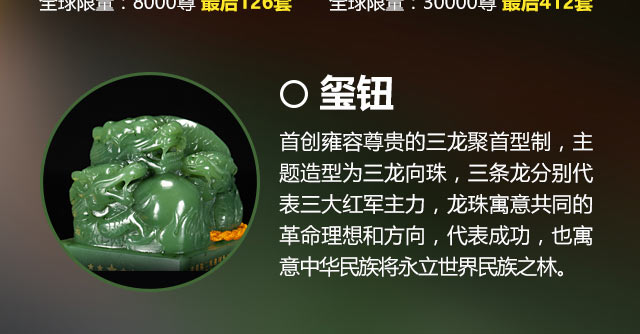 全球限量：8000尊 最后126套
全球限量：30000尊 最后412套
玺钮
首创雍容尊贵的三龙聚首型制，主
题造型为三龙向珠，三条龙分别代
表三大红军主力，龙珠寓意共同的
革命理想和方向，代表成功，也寓
意中华民族将永立世界民族之林。